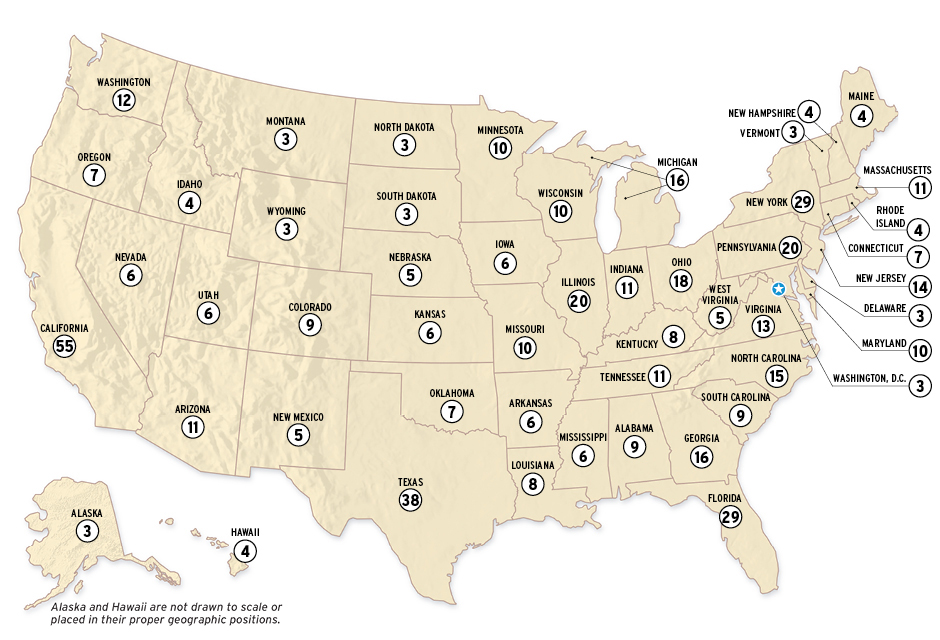 WASHINGTON
12
OREGON
7
CALIFORNIA
55
NEVADA
6
IDAHO
4
MONTANA
3
WYOMING
3
UTAH
6
COLORADO
9
ARIZONA
11
NEW MEXICO
5
NORTH DAKOTA
3
SOUTH DAKOTA
3
NEBRASKA
5
KANSAS
6
OKLAHOMA
7
TEXAS
38
MINNESOTA
10
IOWA
6
MISSOURI
10
ARKANSAS
6
LOUISIANA
8
WISCONSIN
10
ILLINOIS
20
MICHIGAN
16
INDIANA
11
OHIO
18
KENTUCKY
8
TENNESSEE
11
MISSISSIPPI
6
ALABAMA
9
GEORGIA
16
FLORIDA
29
SOUTH CAROLINA
9
NORTH CAROLINA
15
VIRGINIA
13
WEST
VIRGINIA
5
PENNSYLVANIA
20
NEW YORK
29
NEW HAMPSHIRE
4
VERMONT
3
MAINE
4
MASSACHUSETTS
11
RHODE
ISLAND
4
CONNECTICUT
7
NEW JERSEY
14
DELAWARE
3
MARYLAND
10
WASHINGTON, D.C.
3
ALASKA
3
HAWAII
4
Alaska and Hawaii are not drawn to scale or
placed in their proper geographic positions.